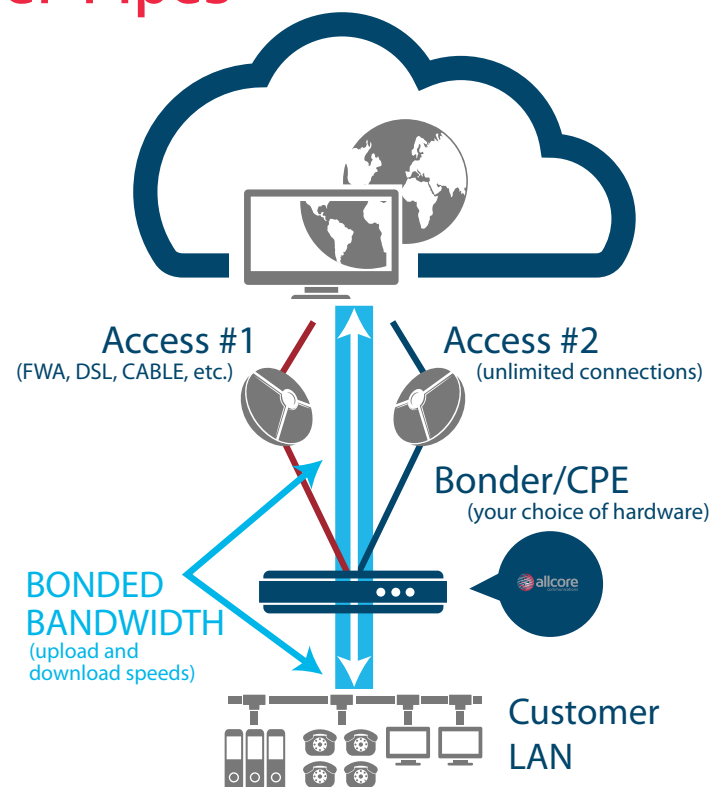 Access #1
(FWA, DSL, CABLE, etc.)
Access #2
(unlimited connections)
Bonder/CPE
(your choice of hardware)
allcore
BONDED
BANDWIDTH
(upload and
download speeds)
Customer
LAN